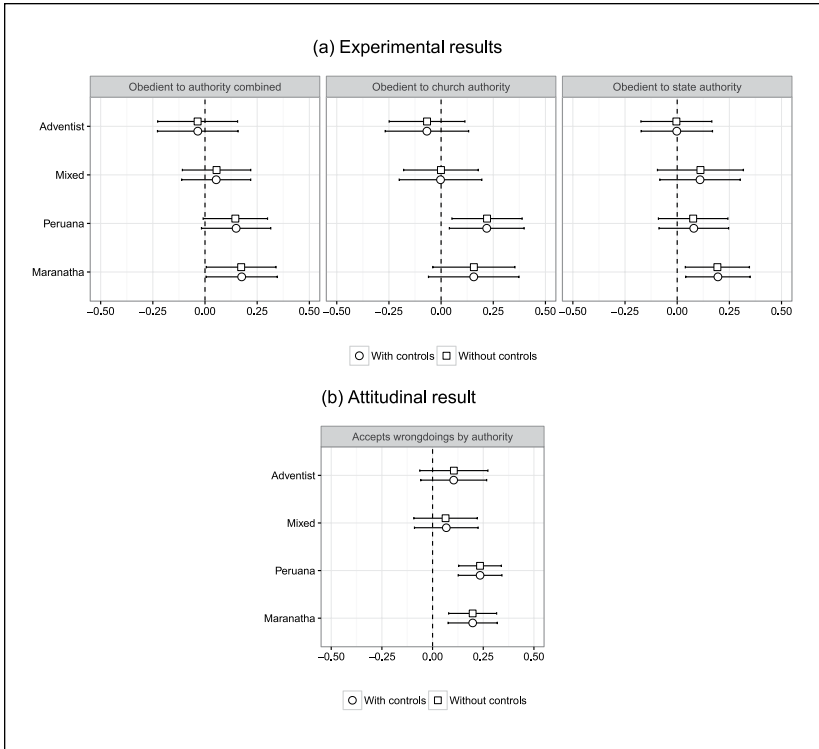 (a) Experimental results
Obedient to authority combined
Obedient to church authority
Obedient to state authority
Adventist
Mixed
Peruana
Maranatha
−0.50 −0.25 0.00 0.25 0.50
−0.50 −0.25 0.00 0.25 0.50
−0.50 −0.25 0.00 0.25 0.50
With controls Without controls
(b) Attitudinal result
Accepts wrongdoings by authority
Adventist
Mixed
Peruana
Maranatha
−0.50 −0.25 0.00 0.25 0.50
With controls Without controls